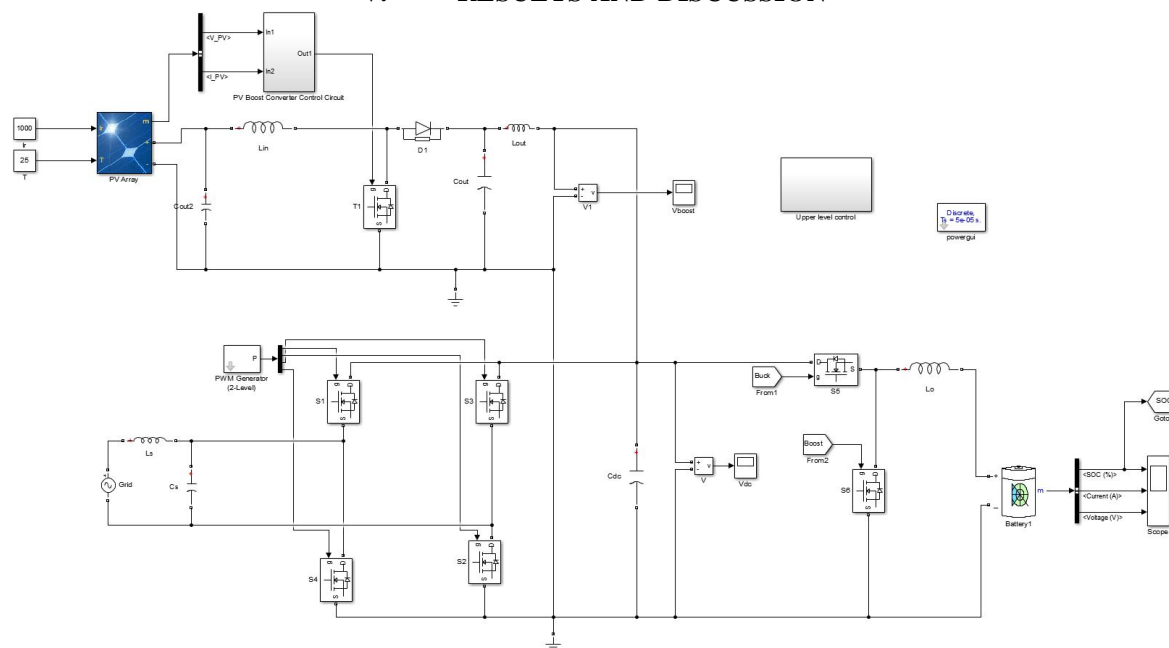 V. RESULTS AND DISCUSSION
<V_PV>
<I_PV>
In1
In2
Out1
PV Boost Converter Control Circuit
1000
Ir
25
T
Ir
T
m
+
-
PV Array
Cout2
Lin
T1
g
D
S
D1
Cout
Lout
+
-
v
V1
Vboost
Upper level control
Discrete,
Ts = 5e-05 s.
powergui
P
PWM Generator
(2-Level)
S1
g
D
S
S3
g
D
S
S4
g
D
S
S2
g
D
S
Ls
Cs
Grid
Cdc
+
-
v
V
Vdc
Buck
From1
D
g
S
S5
Boost
From2
S6
g
D
S
Lo
+
-
m
Battery1
<SOC (%)>
<Current (A)>
<Voltage (V)>
SOC
Goto
Scope